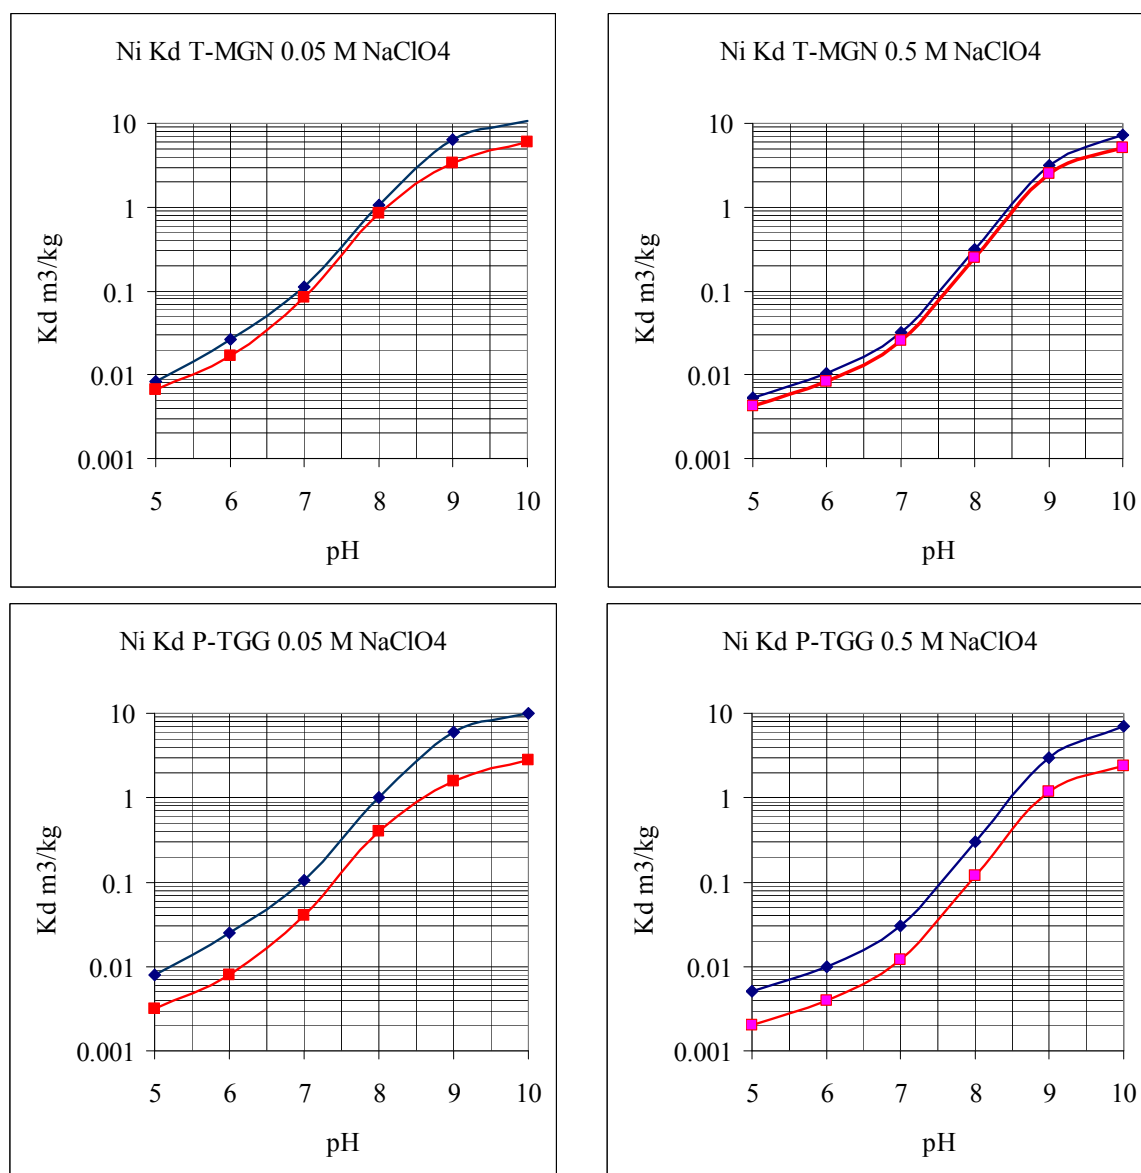 Ni Kd T-MGN 0.05 M NaClO4
10
1
0.1
0.01
0.001
Kd m3/kg
5 6 7 8 9 10
pH
Ni Kd T-MGN 0.5 M NaClO4
10
1
0.1
0.01
0.001
Kd m3/kg
5 6 7 8 9 10
pH
Ni Kd P-TGG 0.05 M NaClO4
10
1
0.1
0.01
0.001
Kd m3/kg
5 6 7 8 9 10
pH
Ni Kd P-TGG 0.5 M NaClO4
10
1
0.1
0.01
0.001
Kd m3/kg
5 6 7 8 9 10
pH